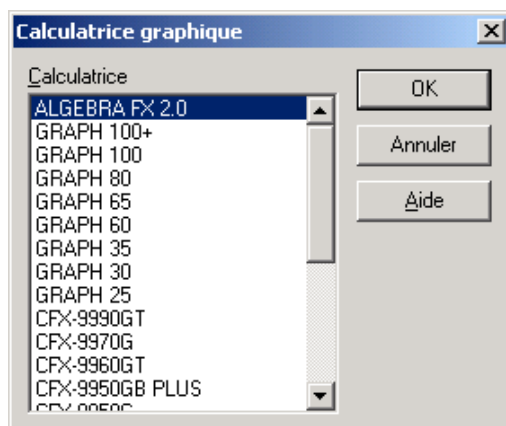 Calculatrice graphique
Calculatrice
ALGEBRA FX 2.0
GRAPH 100+
GRAPH 100
GRAPH 80
GRAPH 65
GRAPH 60
GRAPH 35
GRAPH 30
GRAPH 25
CFX-9990GT
CFX-9970G
CFX-9960GT
CFX-9950GB PLUS
OK
Annuler
Aide